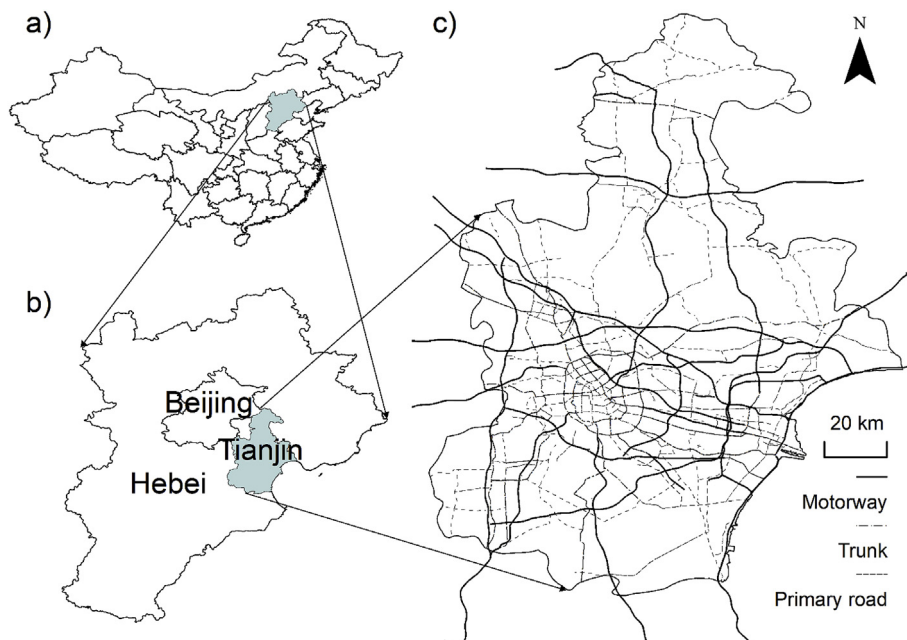 a)
c)
N
b)
Beijing
Tianjin
Hebei
20 km
Motorway
Trunk
Primary road